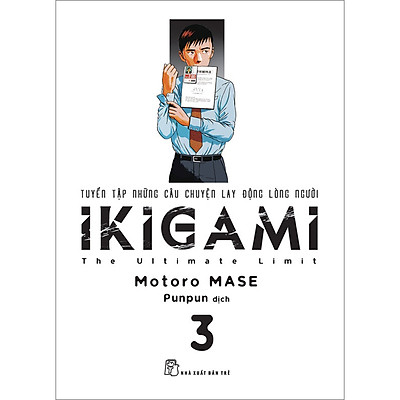 TUYỂN TẬP NHỮNG CÂU CHUYỆN LAY ĐỘNG LÒNG NGƯỜI
IKIGAMI
The Ultimate Limit
Motoro MASE
Punpun dịch
3
NHÀ XUẤT BẢN TRẺ